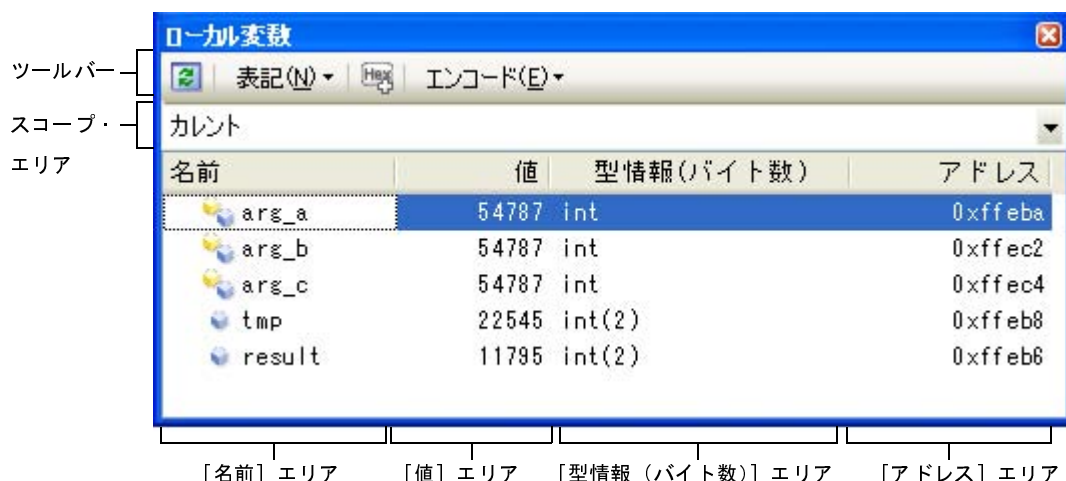 ローカル変数
ツールバー
表記(N)
Hex
エンコード(E)
スコープ・
エリア
カレント
名前 値 型情報(バイト数) アドレス
arg_a 54787 int 0xffeba
arg_b 54787 int 0xffec2
arg_c 54787 int 0xffec4
tmp 22545 int(2) 0xffeb8
result 11795 int(2) 0xffeb6
［名前］エリア ［値］エリア ［型情報（バイト数）］エリア ［アドレス］エリア